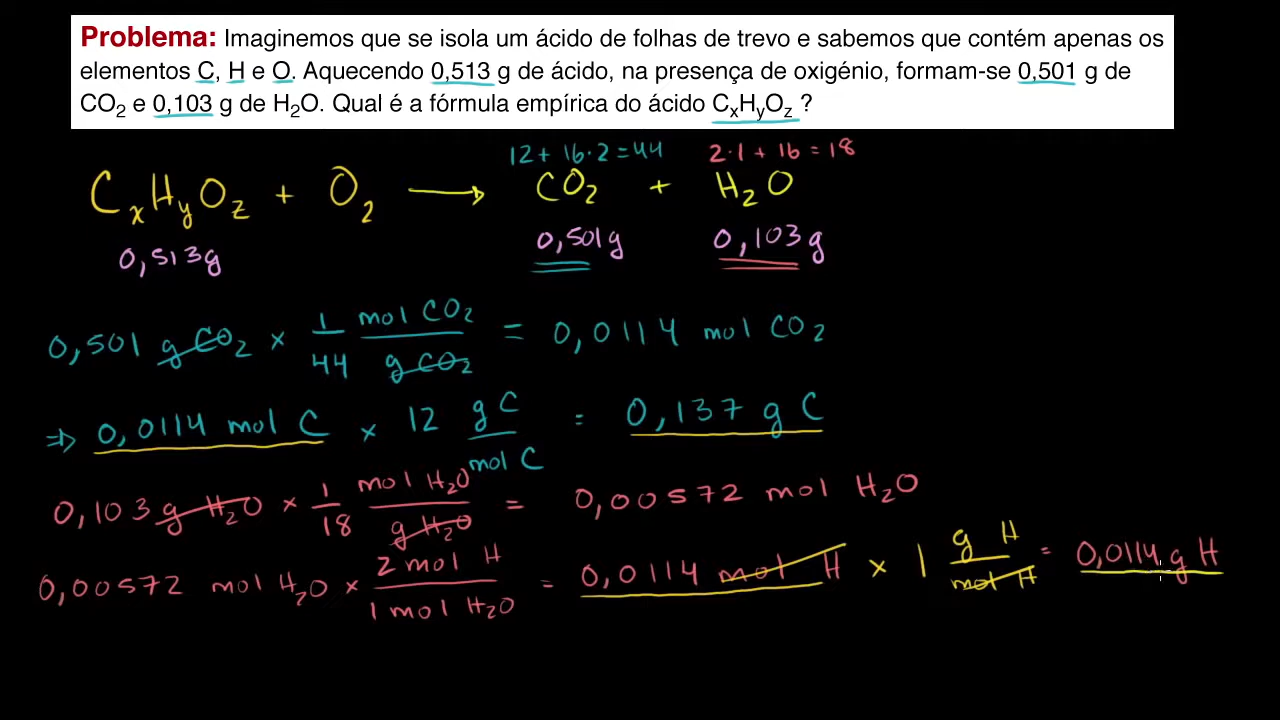 Problema: Imaginemos que se isola um ácido de folhas de trevo e sabemos que contém apenas os
elementos C, H e O. Aquecendo 0,513 g de ácido, na presença de oxigénio, formam-se 0,501 g de
CO₂ e 0,103 g de H₂O. Qual é a fórmula empírica do ácido CₓHᵧO_z ?
12 + 16·2 = 44 2·1 + 16 = 18
CₓHᵧO_z + O₂ → CO₂ + H₂O
0,513g 0,501g 0,103g
0,501 g CO₂ × 1/44 mol CO₂/g CO₂ = 0,0114 mol CO₂
⇒ 0,0114 mol C × 12 g C/mol C = 0,137 g C
0,103 g H₂O × 1/18 mol H₂O/g H₂O = 0,00572 mol H₂O
0,00572 mol H₂O × 2 mol H/1 mol H₂O = 0,0114 mol H × 1 g H/mol H = 0,0114 g H